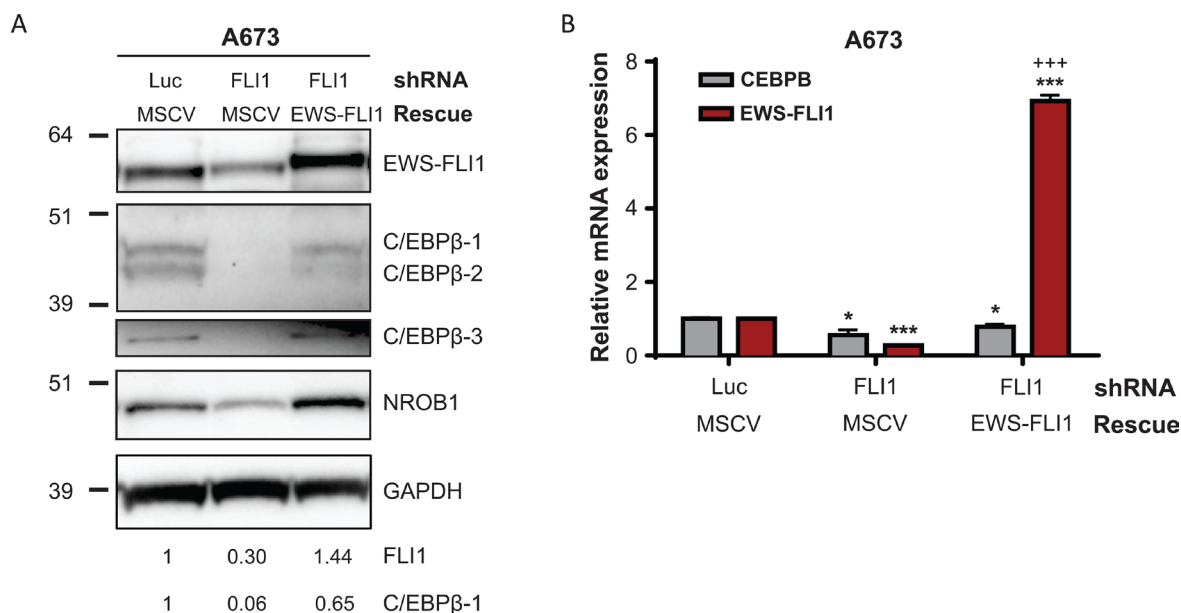 A
A673
Luc FLI1 FLI1 shRNA
MSCV MSCV EWS-FLI1 Rescue
64
EWS-FLI1
51
C/EBPβ-1
C/EBPβ-2
39
C/EBPβ-3
51
NROB1
39
GAPDH
1 0.30 1.44 FLI1
1 0.06 0.65 C/EBPβ-1
B
A673
Relative mRNA expression
8
6
4
2
0
CEBPB
EWS-FLI1
* *** * +++
***
Luc FLI1 FLI1 shRNA
MSCV MSCV EWS-FLI1 Rescue